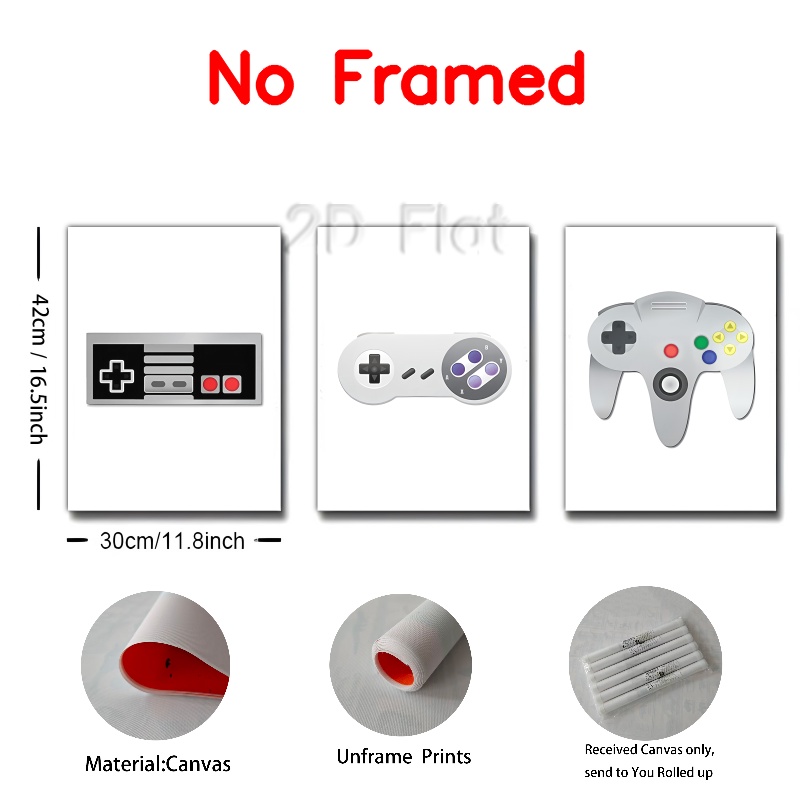 No Framed
2D Flat
42cm / 16.5inch
30cm/11.8inch
Material:Canvas
Unframe Prints
Received Canvas only,
send to You Rolled up